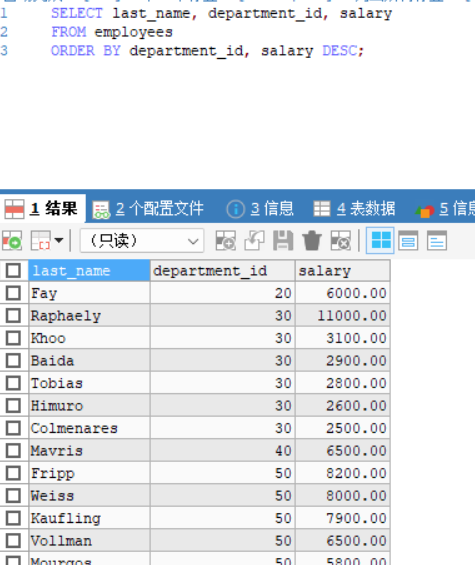 1 SELECT last_name, department_id, salary
2 FROM employees
3 ORDER BY department_id, salary DESC;
1 结果 2 个配置文件 3 信息 4 表数据 5 信息
（只读）
last_name department_id salary
Fay 20 6000.00
Raphaely 30 11000.00
Khoo 30 3100.00
Baida 30 2900.00
Tobias 30 2800.00
Himuro 30 2600.00
Colmenares 30 2500.00
Mavris 40 6500.00
Fripp 50 8200.00
Weiss 50 8000.00
Kaufling 50 7900.00
Vollman 50 6500.00
Mourgos 50 5800.00